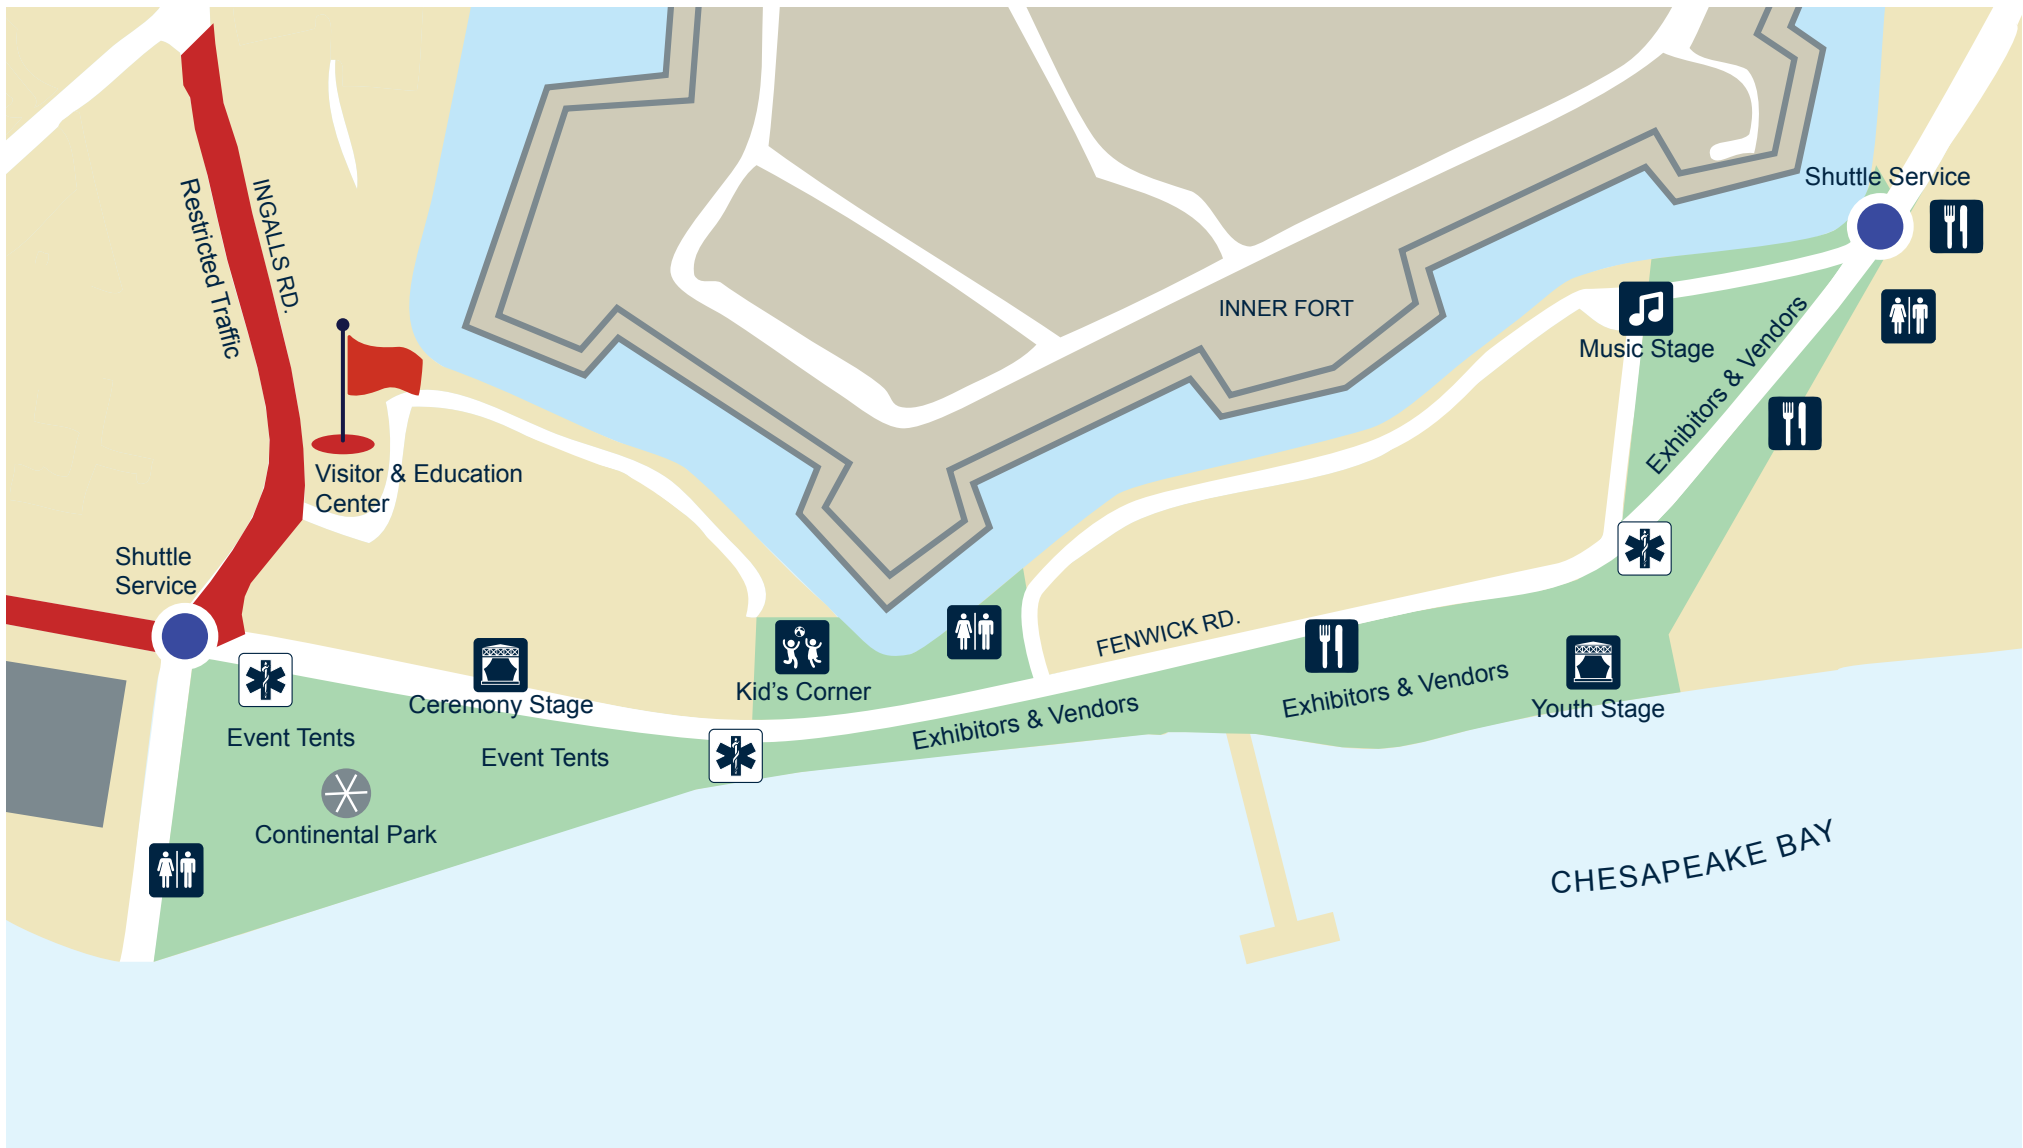 Shuttle Service
INGALLS RD.
Restricted Traffic
INNER FORT
Music Stage
Exhibitors & Vendors
Visitor & Education
Center
Shuttle
Service
FENWICK RD.
Kid's Corner
Ceremony Stage
Exhibitors & Vendors
Exhibitors & Vendors
Youth Stage
Event Tents
Event Tents
Continental Park
CHESAPEAKE BAY